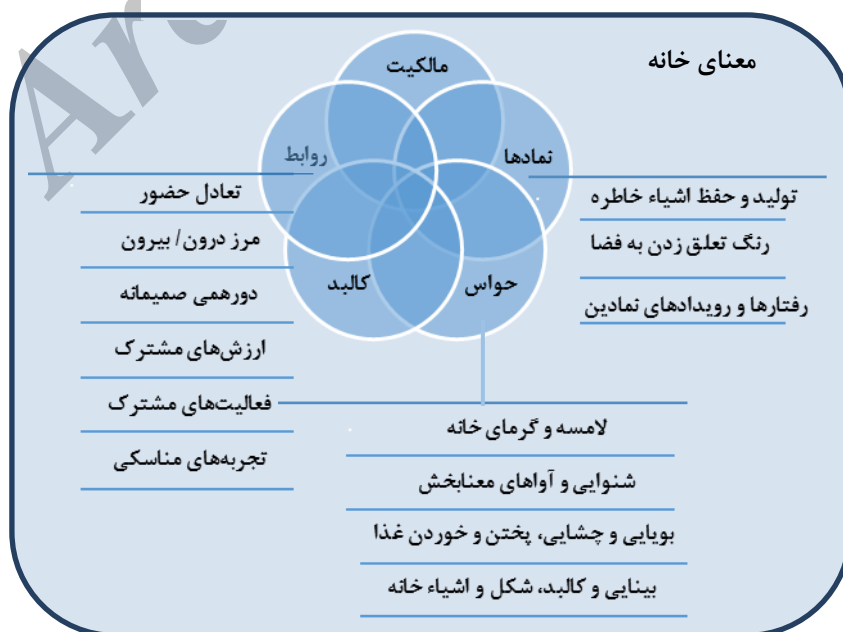 معنای خانه
مالکیت
نمادها
روابط
حواس
کالبد
تولید و حفظ اشیاء خاطره
رنگ تعلق زدن به فضا
رفتارها و رویدادهای نمادین
تعادل حضور
مرز درون/ بیرون
دورهمی صمیمانه
ارزش‌های مشترک
فعالیت‌های مشترک
تجربه‌های مناسکی
لامسه و گرمای خانه
شنوایی و آواهای معنابخش
بویایی و چشایی، پختن و خوردن غذا
بینایی و کالبد، شکل و اشیاء خانه